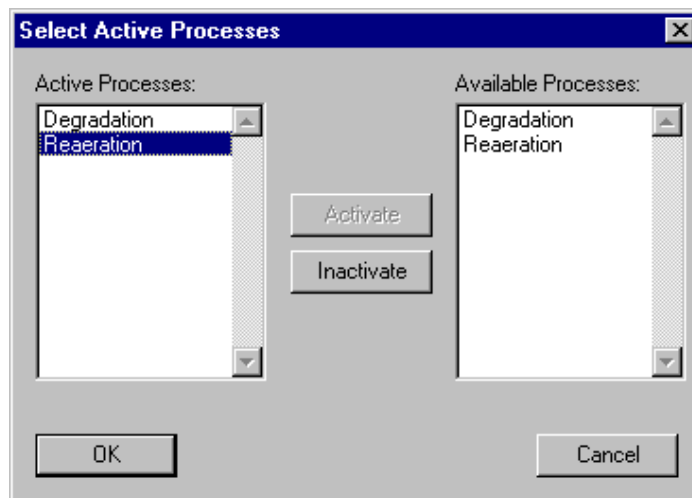 Select Active Processes
Active Processes:
Available Processes:
Degradation
Reaeration
Degradation
Reaeration
Activate
Inactivate
OK
Cancel